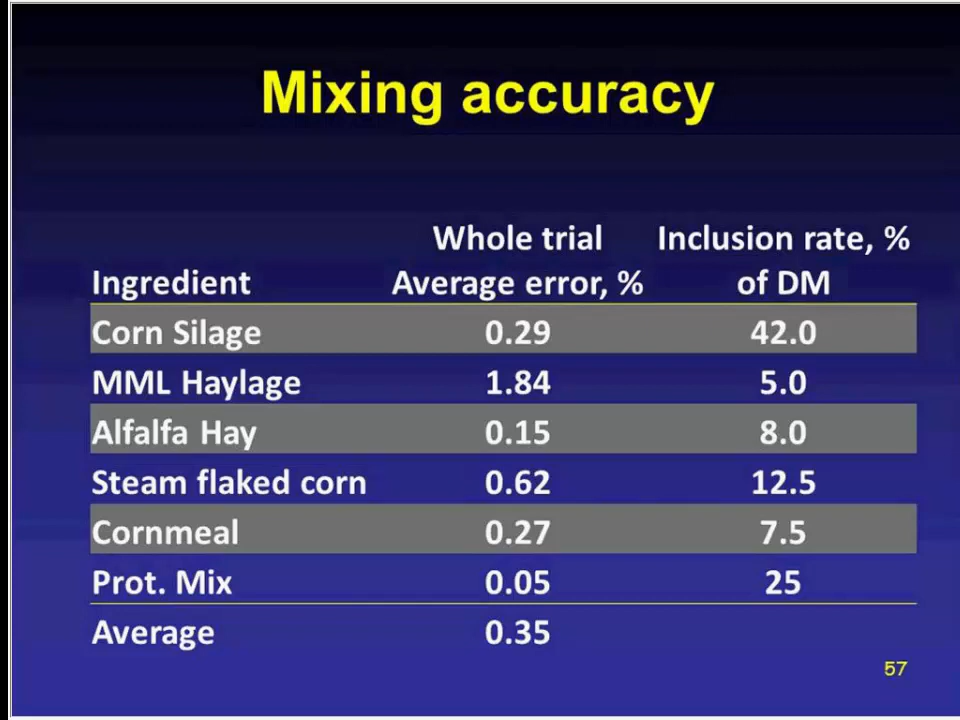 Mixing accuracy
Whole trial Inclusion rate, %
Ingredient Average error, % of DM
Corn Silage 0.29 42.0
MML Haylage 1.84 5.0
Alfalfa Hay 0.15 8.0
Steam flaked corn 0.62 12.5
Cornmeal 0.27 7.5
Prot. Mix 0.05 25
Average 0.35
57